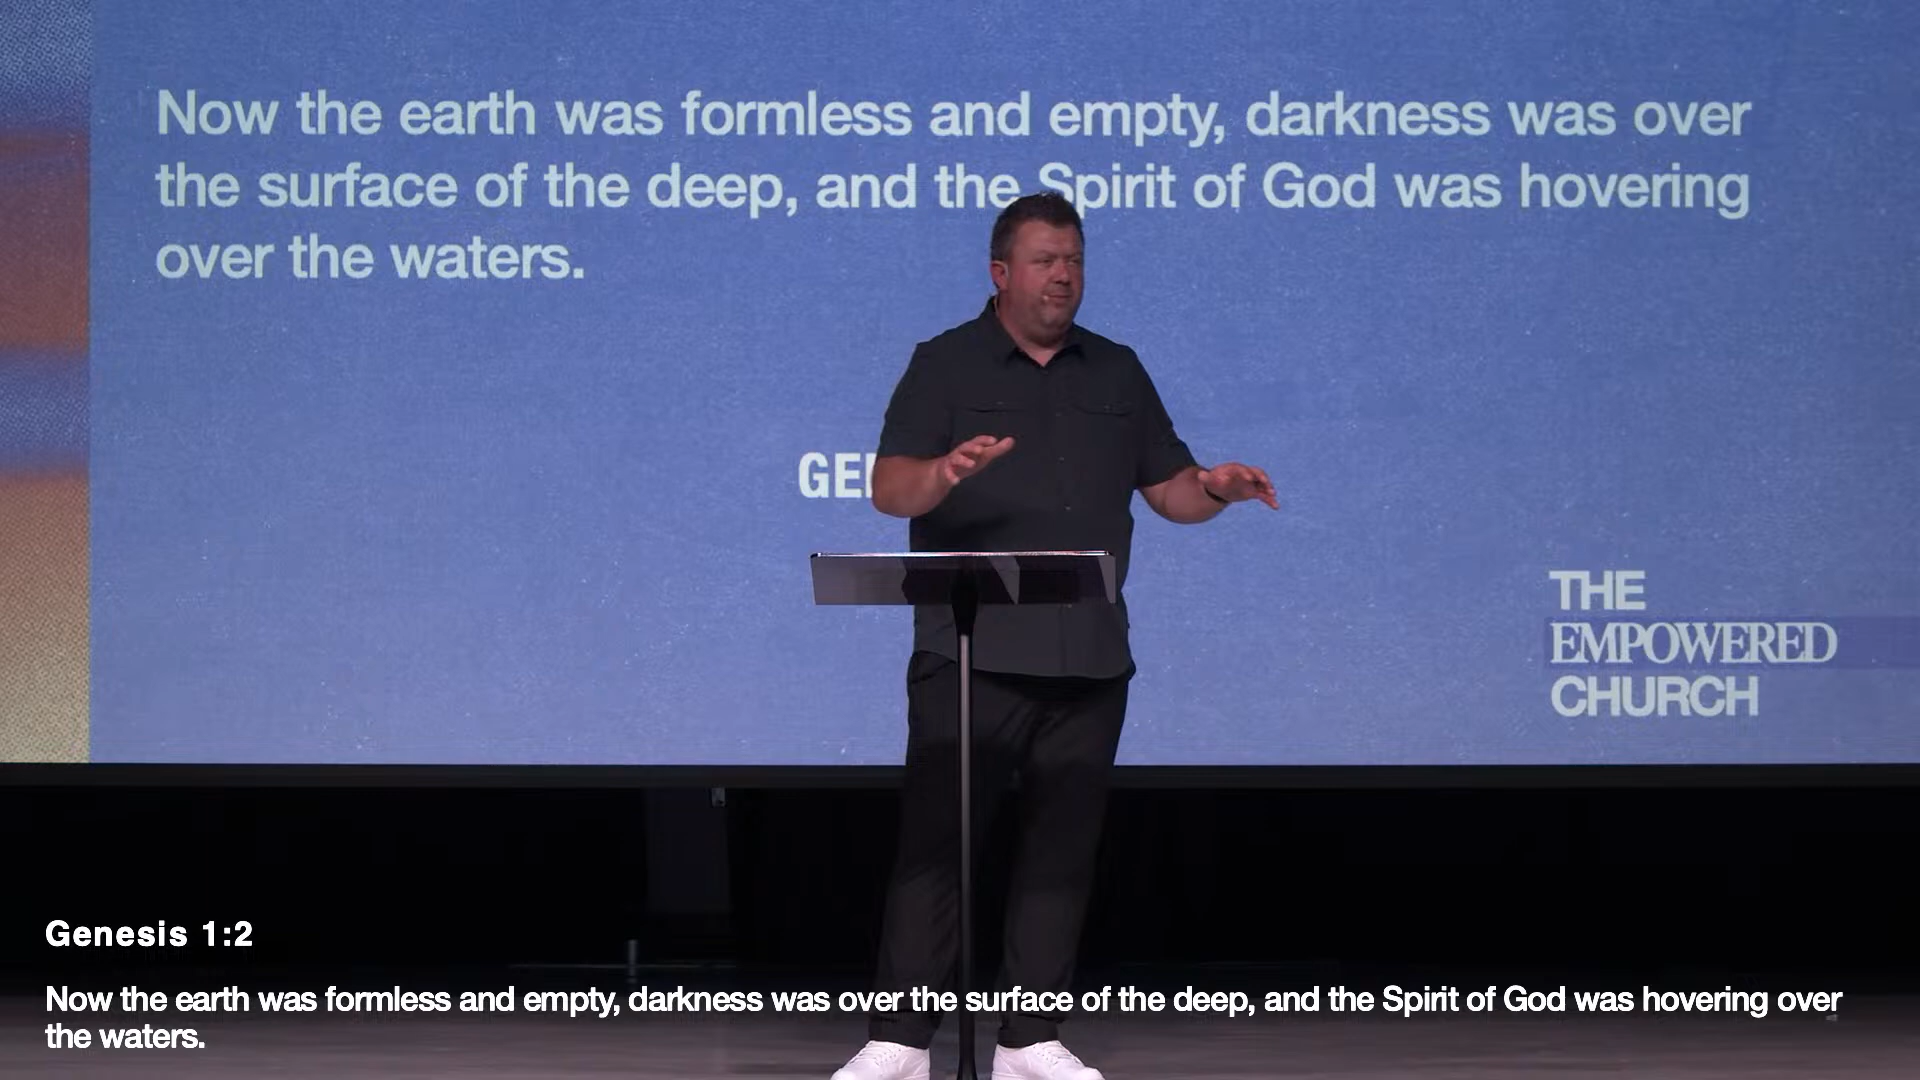 Now the earth was formless and empty, darkness was over
the surface of the deep, and the Spirit of God was hovering
over the waters.
THE
EMPOWERED
CHURCH
Genesis 1:2
Now the earth was formless and empty, darkness was over the surface of the deep, and the Spirit of God was hovering over
the waters.